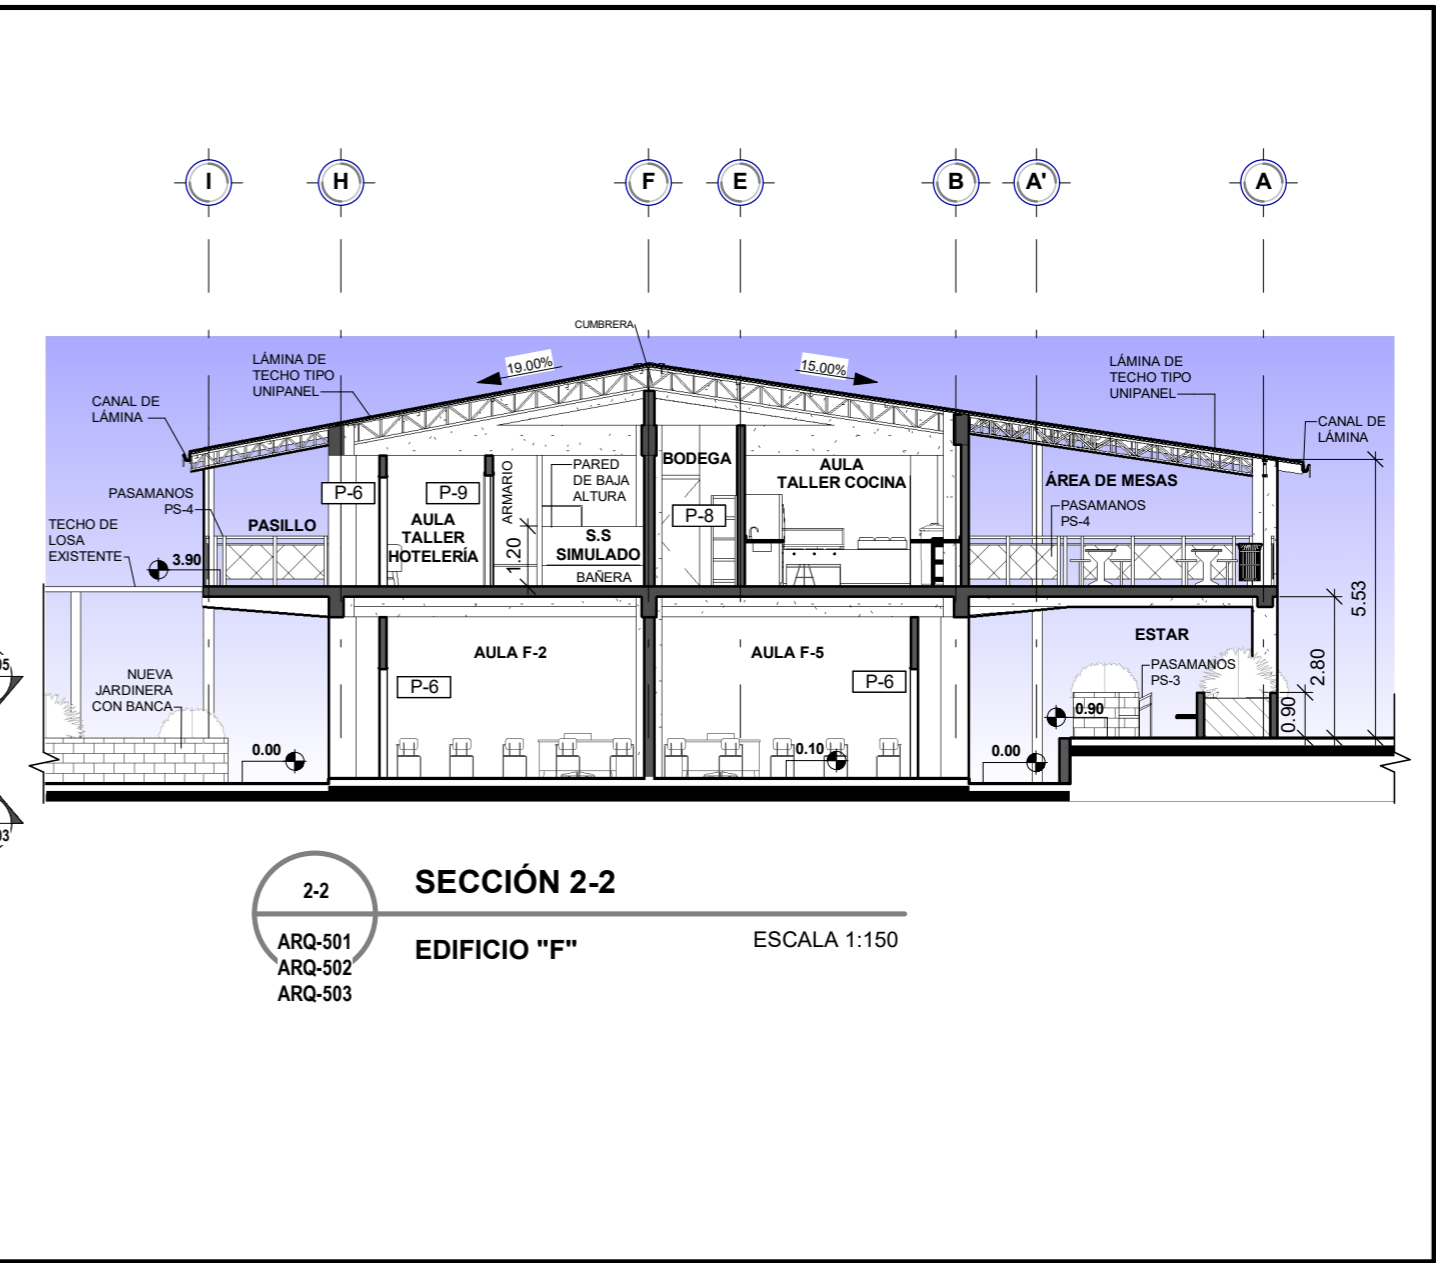 I
H
F
E
B
A'
A
CUMBRERA
19.00%
15.00%
LÁMINA DE
TECHO TIPO
UNIPANEL
LÁMINA DE
TECHO TIPO
UNIPANEL
CANAL DE
LÁMINA
CANAL DE
LÁMINA
PASAMANOS
PS-4
TECHO DE
LOSA
EXISTENTE
3.90
PASILLO
P-6
P-9
AULA
TALLER
HOTELERÍA
ARMARIO
1.20
PARED
DE BAJA
ALTURA
S.S
SIMULADO
BAÑERA
BODEGA
P-8
AULA
TALLER COCINA
ÁREA DE MESAS
PASAMANOS
PS-4
5.53
2.80
0.90
AULA F-2
P-6
AULA F-5
P-6
ESTAR
PASAMANOS
PS-3
0.90
NUEVA
JARDINERA
CON BANCA
0.00
0.10
0.00
05
03
2-2
ARQ-501
ARQ-502
ARQ-503
SECCIÓN 2-2
EDIFICIO "F"
ESCALA 1:150